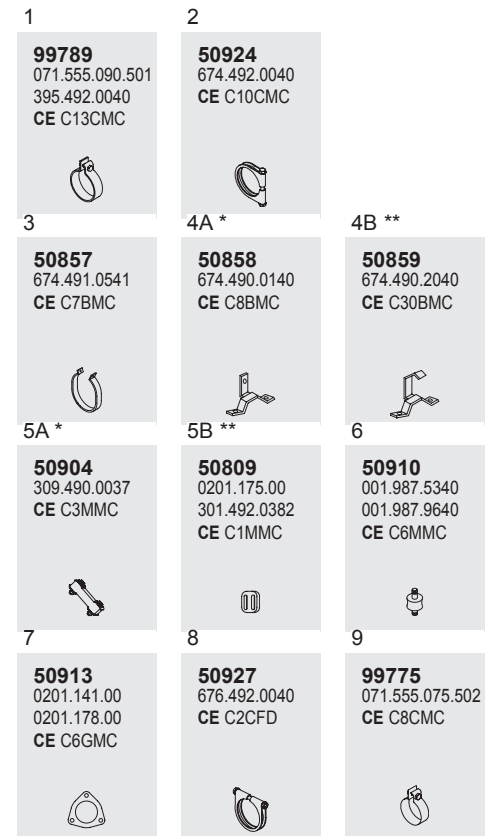 1
99789
071.555.090.501
395.492.0040
CE C13CMC
2
50924
674.492.0040
CE C10CMC
3
50857
674.491.0541
CE C7BMC
4A *
50858
674.490.0140
CE C8BMC
4B **
50859
674.490.2040
CE C30BMC
5A *
50904
309.490.0037
CE C3MMC
5B **
50809
0201.175.00
301.492.0382
CE C1MMC
6
50910
001.987.5340
001.987.9640
CE C6MMC
7
50913
0201.141.00
0201.178.00
CE C6GMC
8
50927
676.492.0040
CE C2CFD
9
99775
071.555.075.502
CE C8CMC